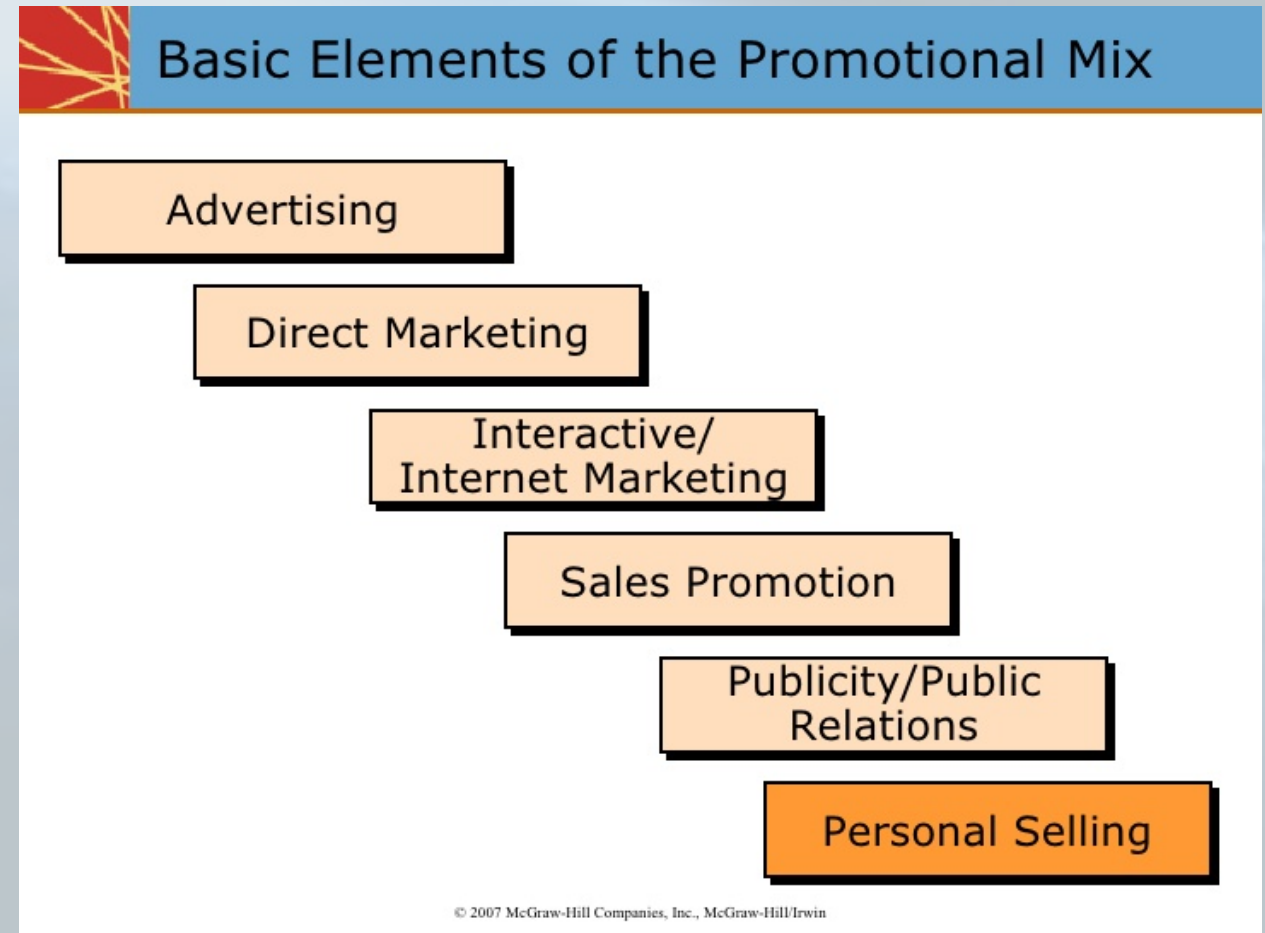 Basic Elements of the Promotional Mix
Advertising
Direct Marketing
Interactive/
Internet Marketing
Sales Promotion
Publicity/Public
Relations
Personal Selling
© 2007 McGraw-Hill Companies, Inc., McGraw-Hill/Irwin